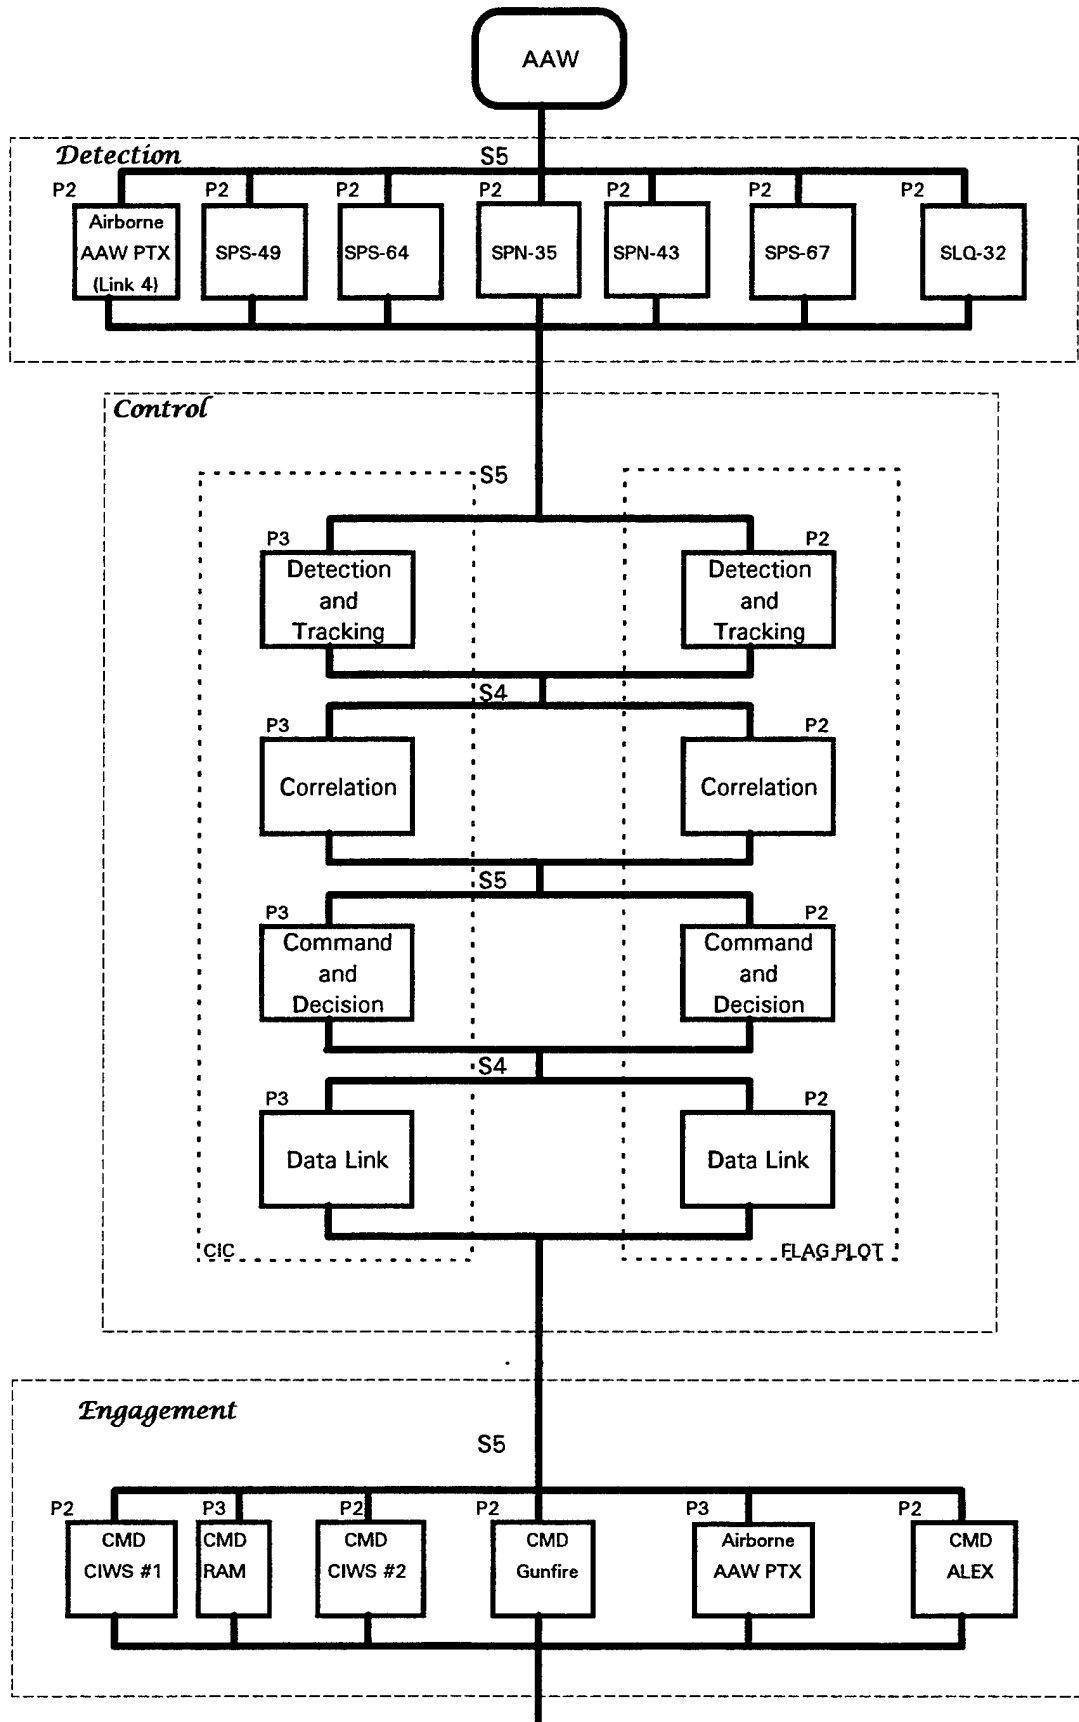 AAW
Detection
S5
P2
P2
P2
P2
P2
P2
P2
Airborne
AAW PTX
(Link 4)
SPS-49
SPS-64
SPN-35
SPN-43
SPS-67
SLQ-32
Control
S5
P3
Detection
and
Tracking
P2
Detection
and
Tracking
S4
P3
Correlation
P2
Correlation
S5
P3
Command
and
Decision
P2
Command
and
Decision
S4
P3
Data Link
P2
Data Link
CIC
FLAG PLOT
Engagement
S5
P2
P3
P2
P2
P3
P2
CMD
CIWS #1
CMD
RAM
CMD
CIWS #2
CMD
Gunfire
Airborne
AAW PTX
CMD
ALEX